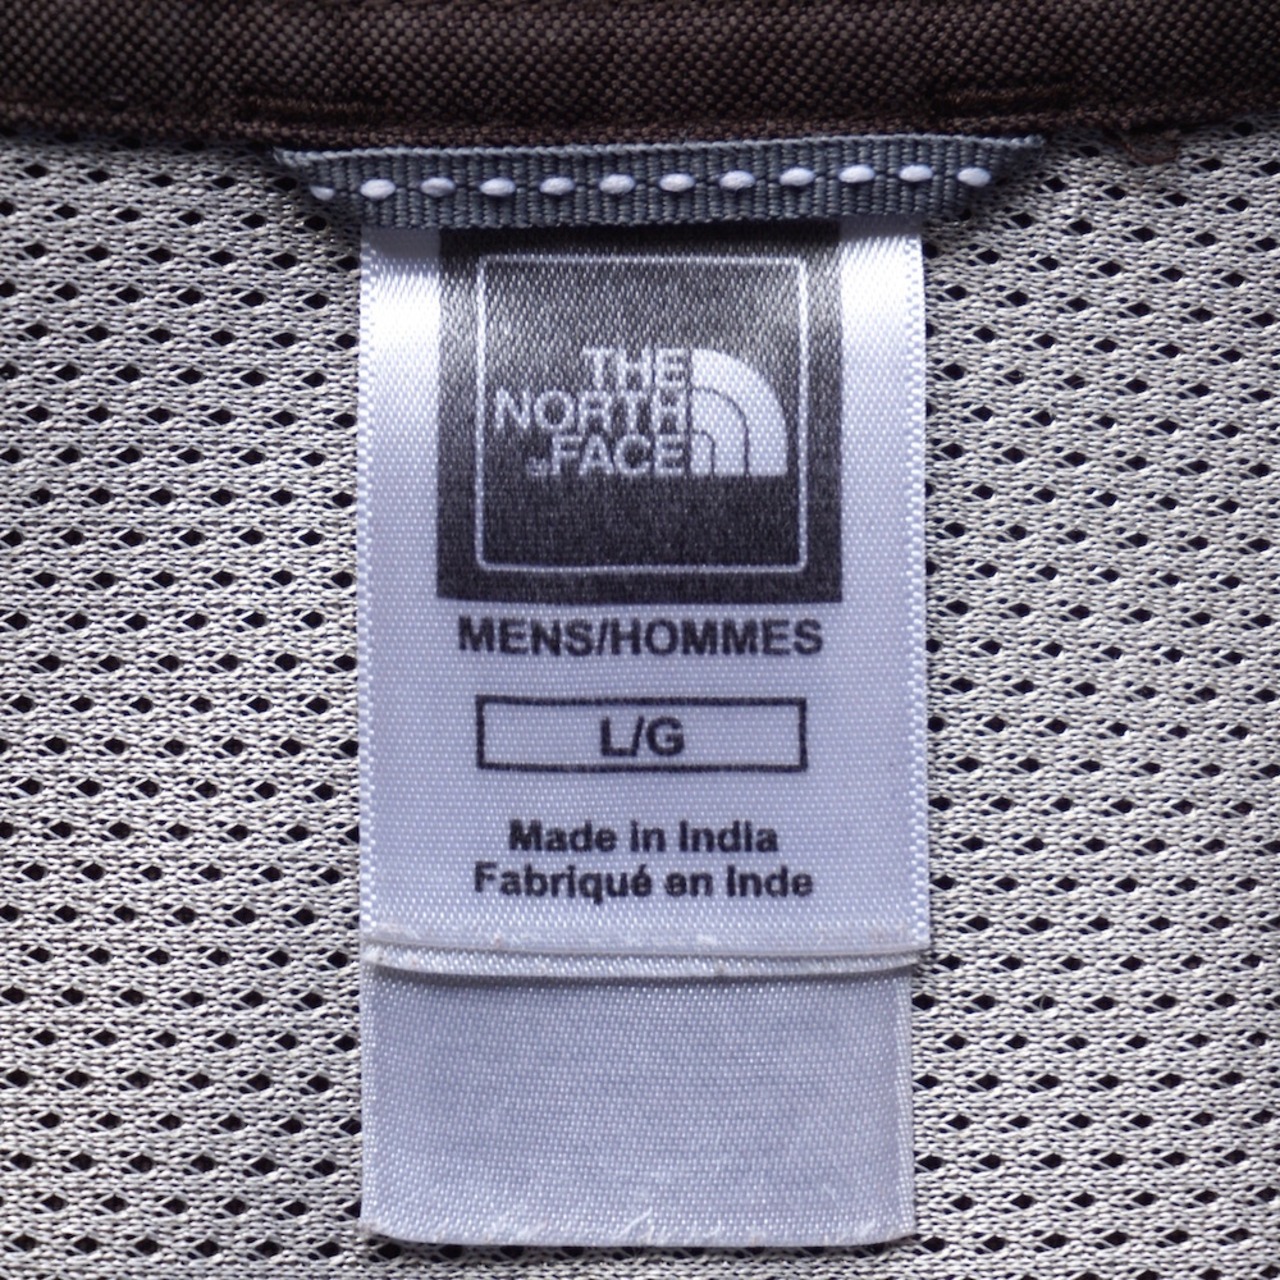 THE
NORTH
FACE
MENS/HOMMES
L/G
Made in India
Fabriqué en Inde